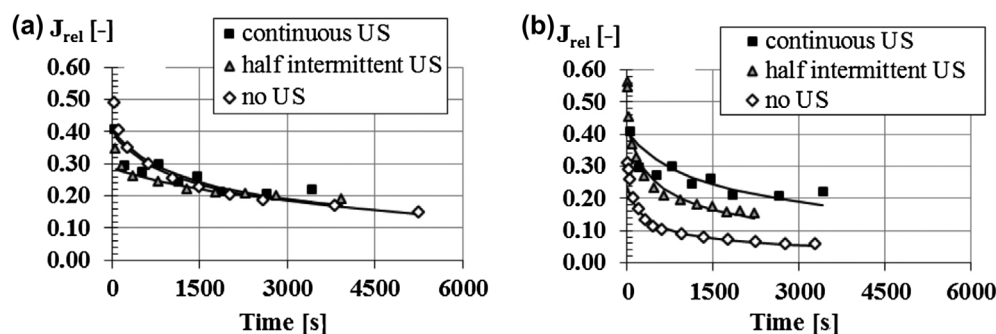 (a) J_rel [-]
continuous US
half intermittent US
no US
0.60
0.50
0.40
0.30
0.20
0.10
0.00
0 1500 3000 4500 6000
Time [s]
(b) J_rel [-]
continuous US
half intermittent US
no US
0.60
0.50
0.40
0.30
0.20
0.10
0.00
0 1500 3000 4500 6000
Time [s]